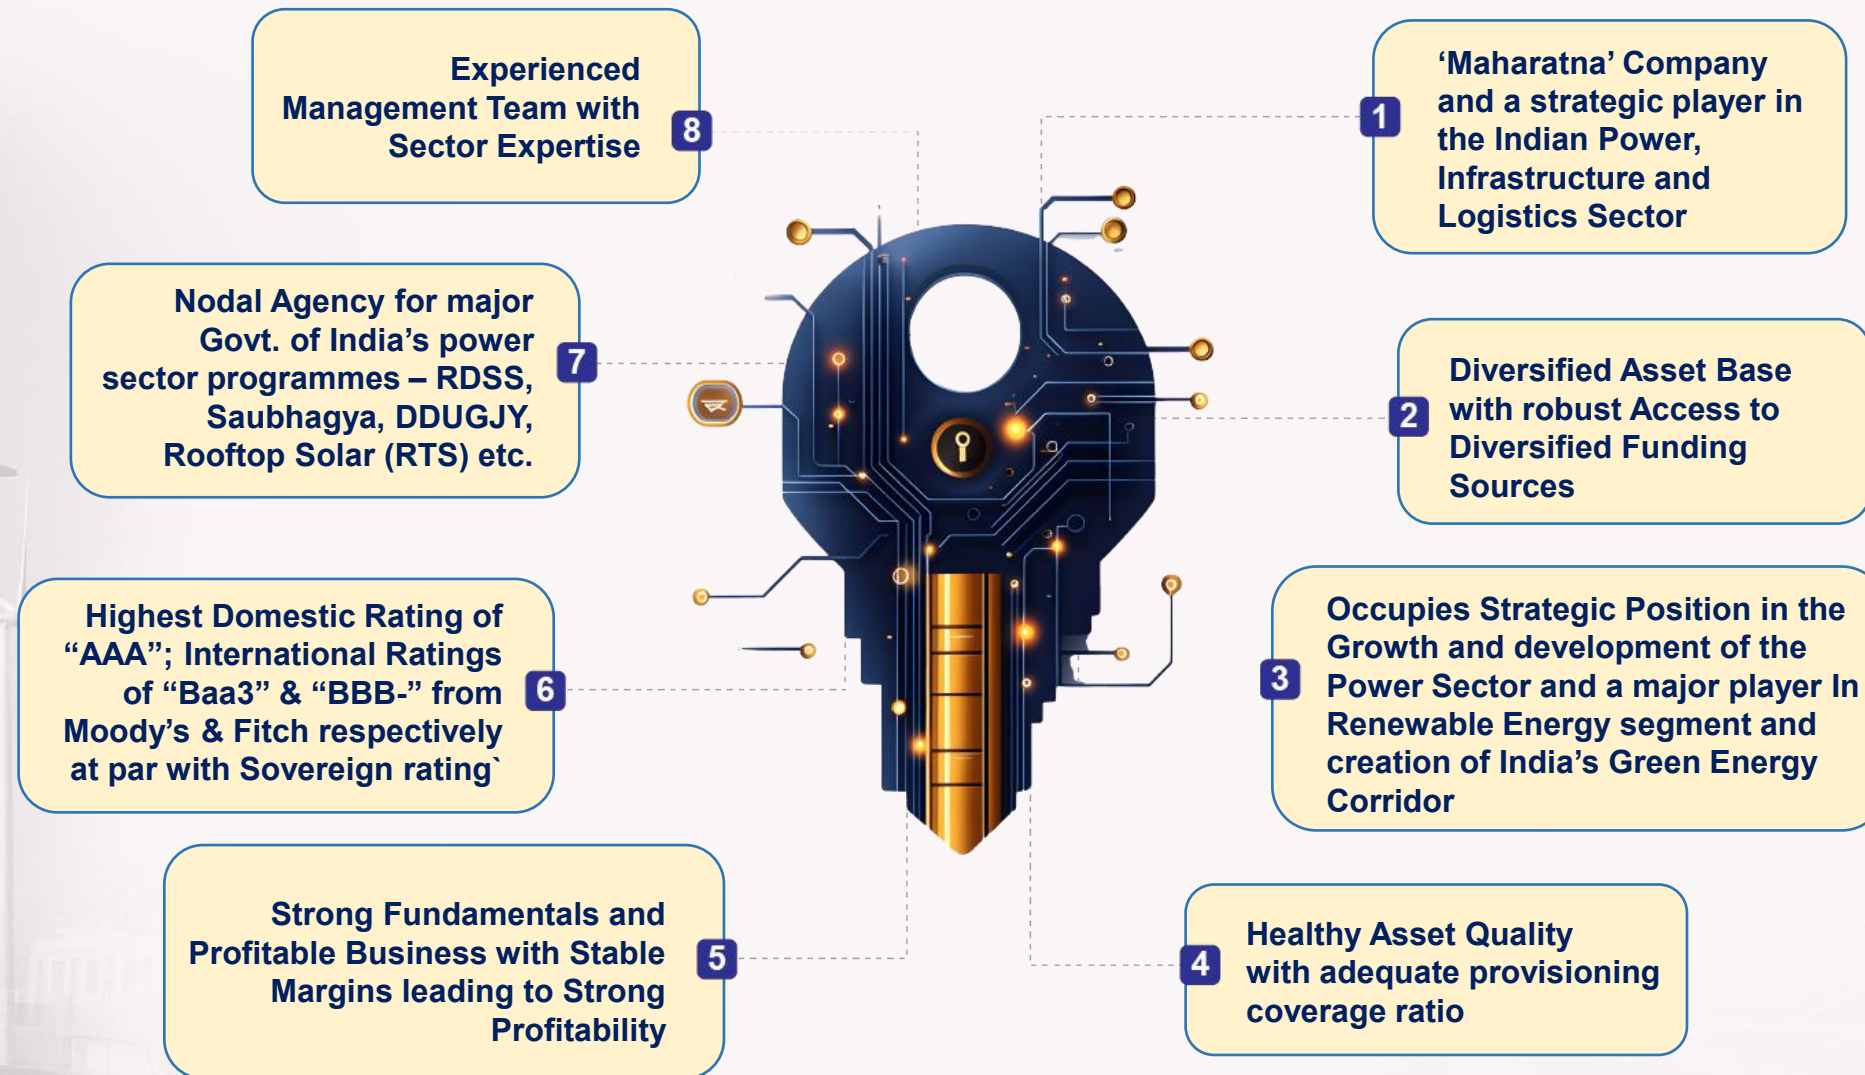 1
‘Maharatna’ Company
and a strategic player in
the Indian Power,
Infrastructure and
Logistics Sector
2
Diversified Asset Base
with robust Access to
Diversified Funding
Sources
3
Occupies Strategic Position in the
Growth and development of the
Power Sector and a major player In
Renewable Energy segment and
creation of India’s Green Energy
Corridor
4
Healthy Asset Quality
with adequate provisioning
coverage ratio
5
Strong Fundamentals and
Profitable Business with Stable
Margins leading to Strong
Profitability
6
Highest Domestic Rating of
“AAA”; International Ratings
of “Baa3” & “BBB-” from
Moody’s & Fitch respectively
at par with Sovereign rating`
7
Nodal Agency for major
Govt. of India’s power
sector programmes – RDSS,
Saubhagya, DDUGJY,
Rooftop Solar (RTS) etc.
8
Experienced
Management Team with
Sector Expertise